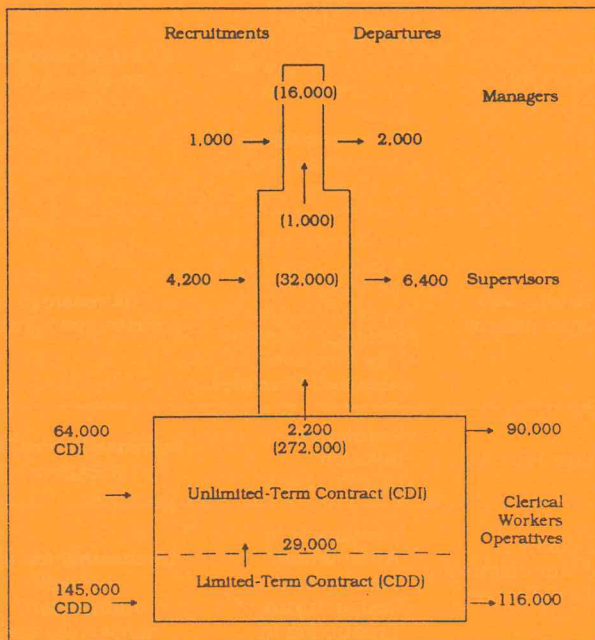 Recruitments Departures
(16,000) Managers
1,000 2,000
(1,000)
4,200 (32,000) 6,400 Supervisors
64,000 2,200 90,000
CDI (272,000)
Unlimited-Term Contract (CDI)
Clerical
Workers
Operatives
29,000
Limited-Term Contract (CDD)
145,000 116,000
CDD